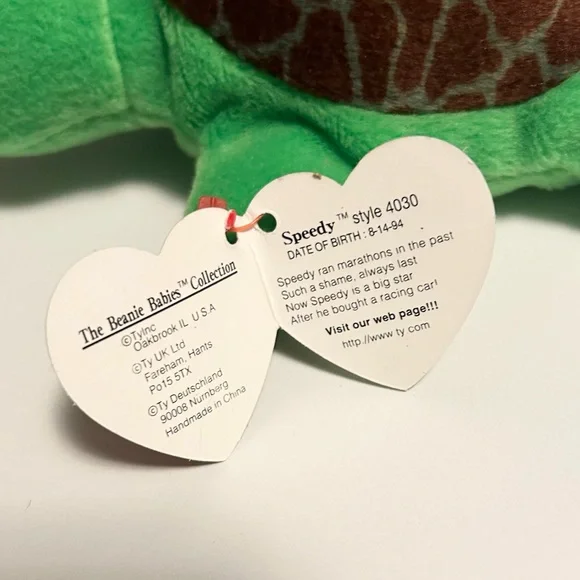 The Beanie Babies™ Collection
©TyInc
Oakbrook IL, U.S.A
©Ty UK Ltd
Fareham, Hants
Po15 5TX
©Ty Deutschland
90008 Nürnberg
Handmade in China
Speedy™ style 4030
DATE OF BIRTH : 8-14-94
Speedy ran marathons in the past
Such a shame, always last
Now Speedy is a big star
After he bought a racing car!
Visit our web page!!!
http://www ty com